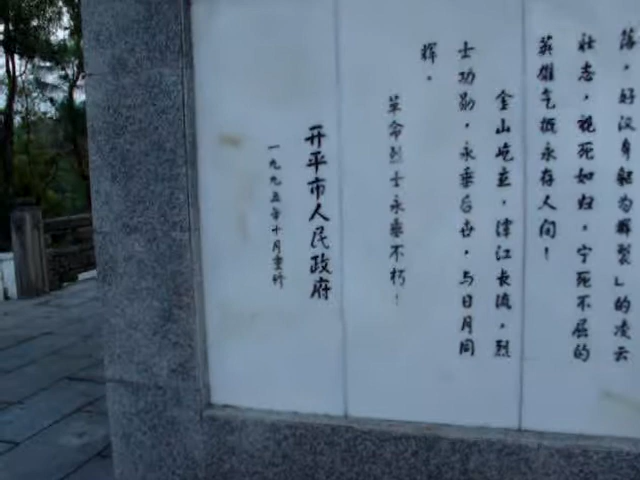 落，好汉身躯为群裂」的凌云
壮志，视死如归，宁死不屈的
英雄气概永存人间！
金山屹立，潭江长流，烈
士功勋，永垂后世，与日月同
辉。
革命烈士永垂不朽！
开平市人民政府
一九九五年十月重修